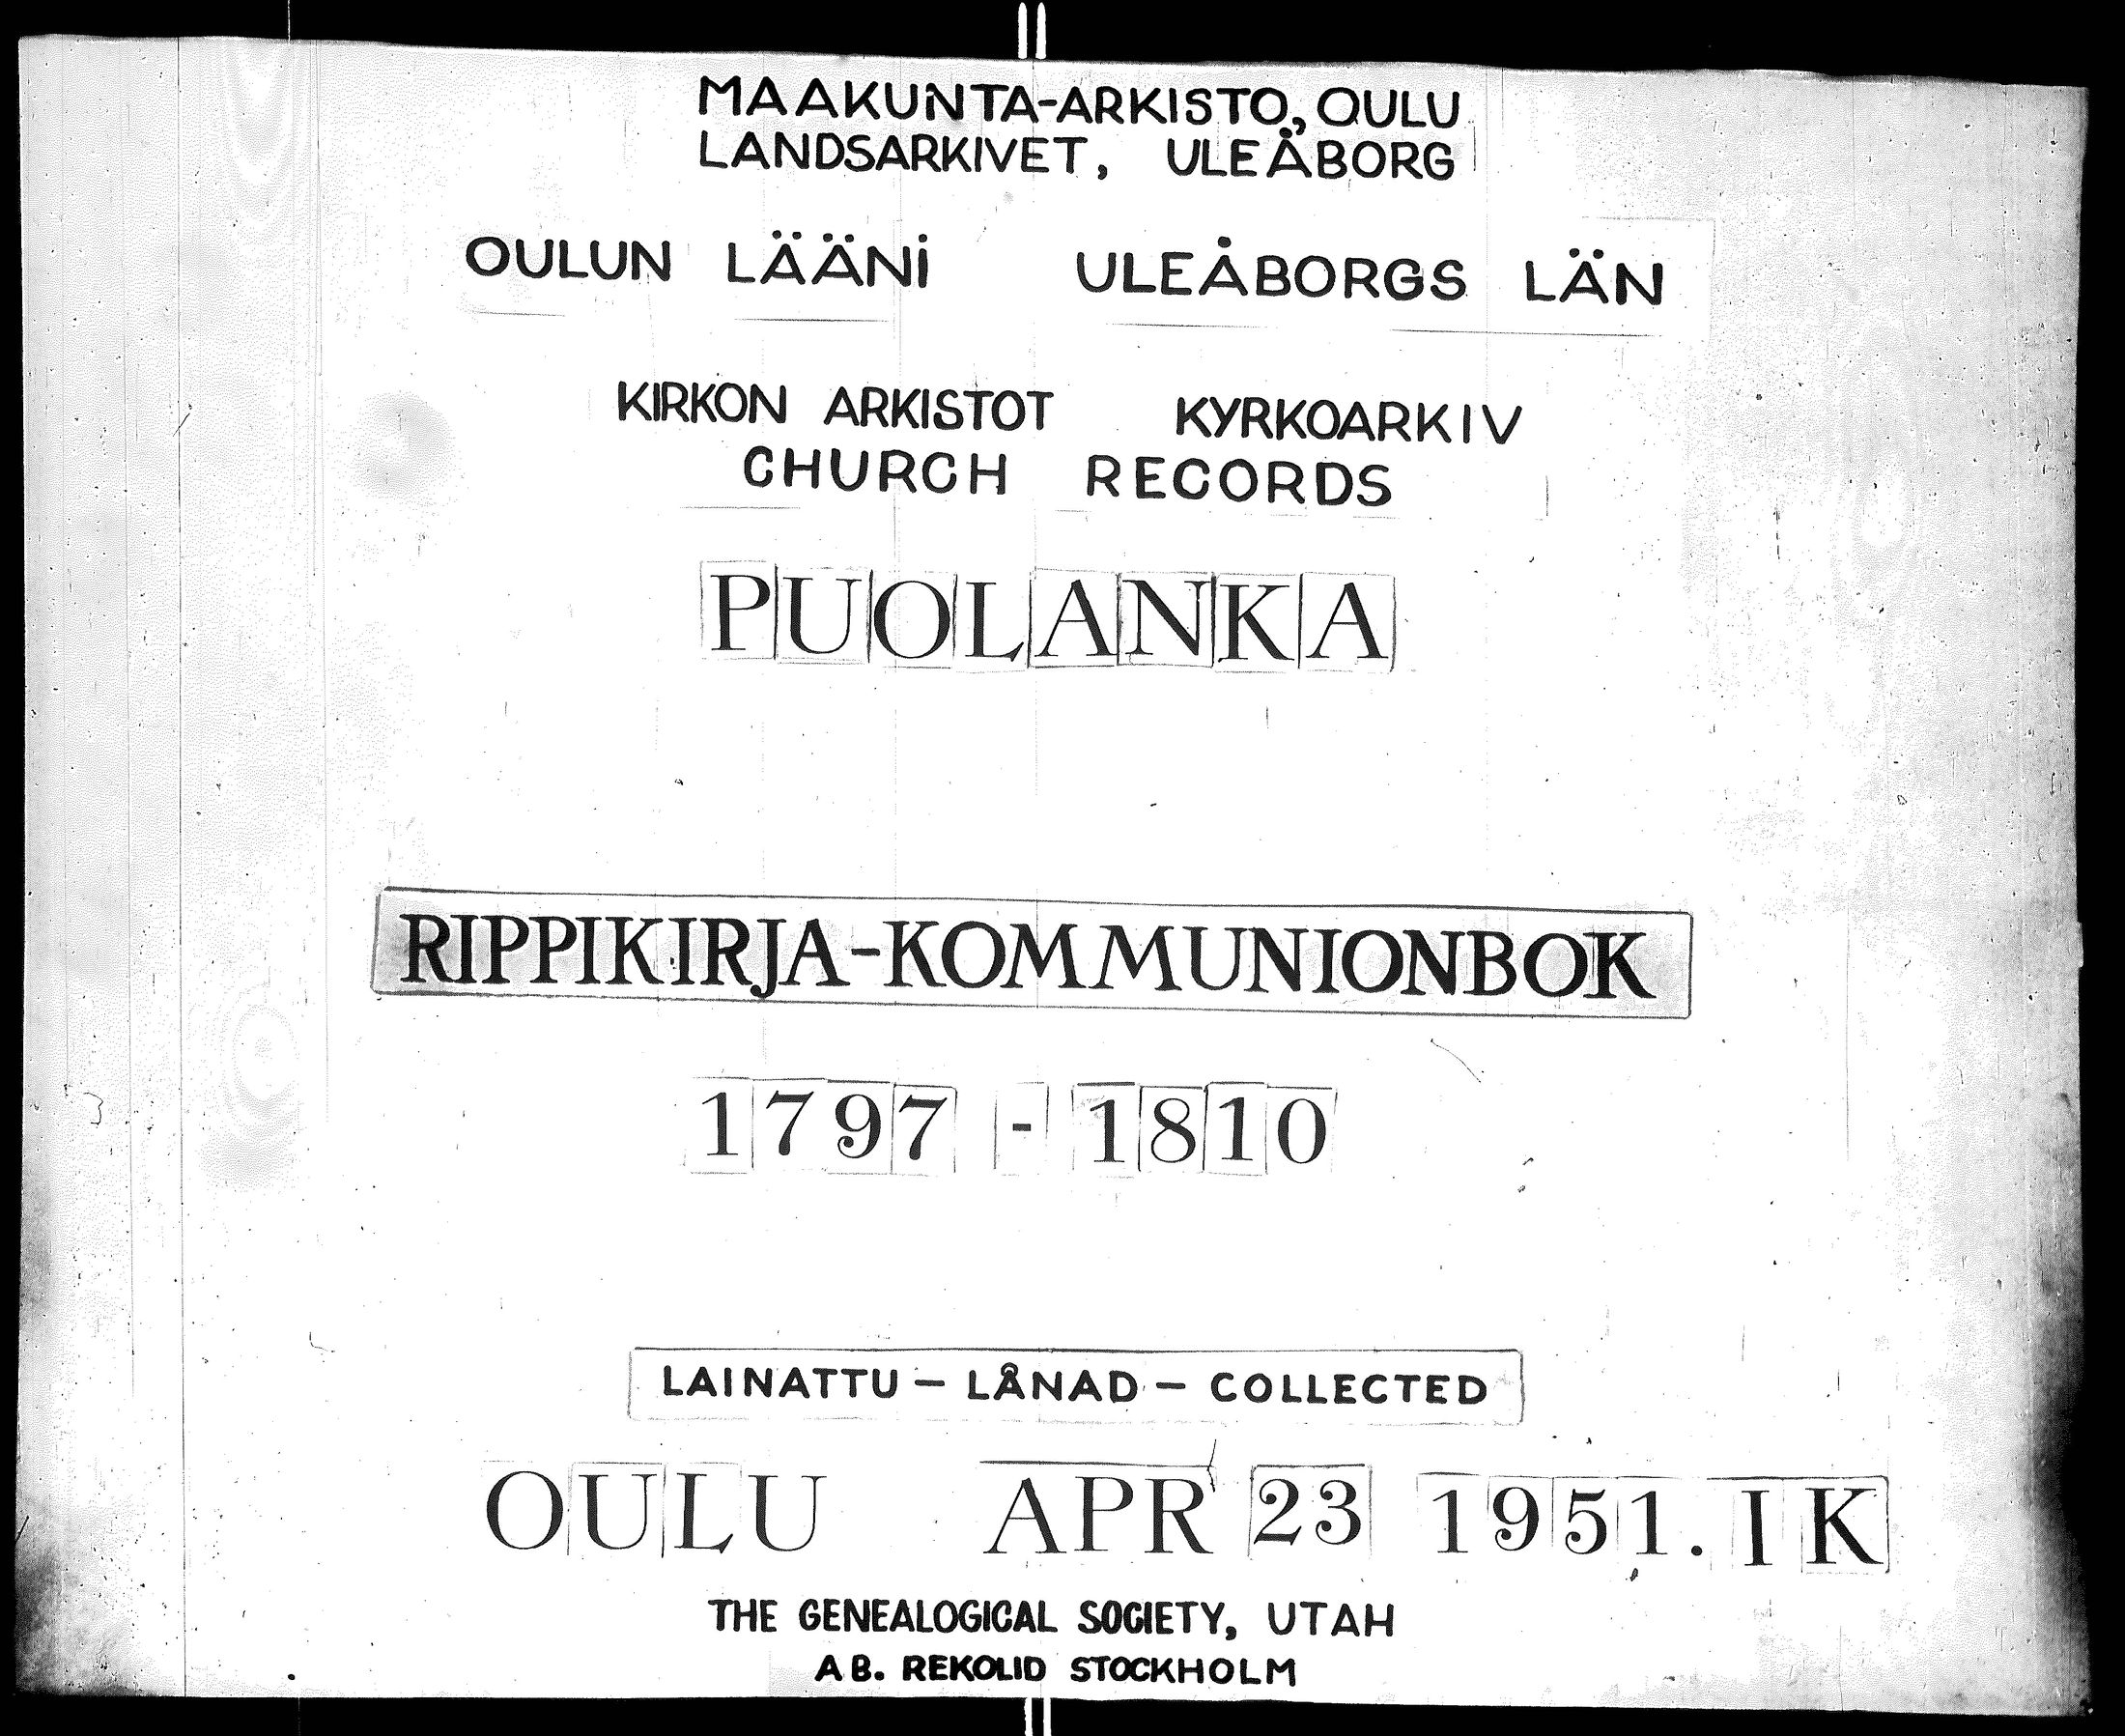 MAAKUNTA-ARKISTO, OULU
LANDSARKIVET, ULEÅBORG
OULUN LÄÄNI ULEÅBORGS LÄN
KIRKON ARKISTOT KYRKOARKIV
CHURCH RECORDS
PUOLANKA
RIPPIKIRJA-KOMMUNIONBOK
1797 - 1810
LAINATTU - LÅNAD - COLLECTED
OULU APR 23 1951. IK
THE GENEALOGICAL SOCIETY, UTAH
AB. REKOLID STOCKHOLM